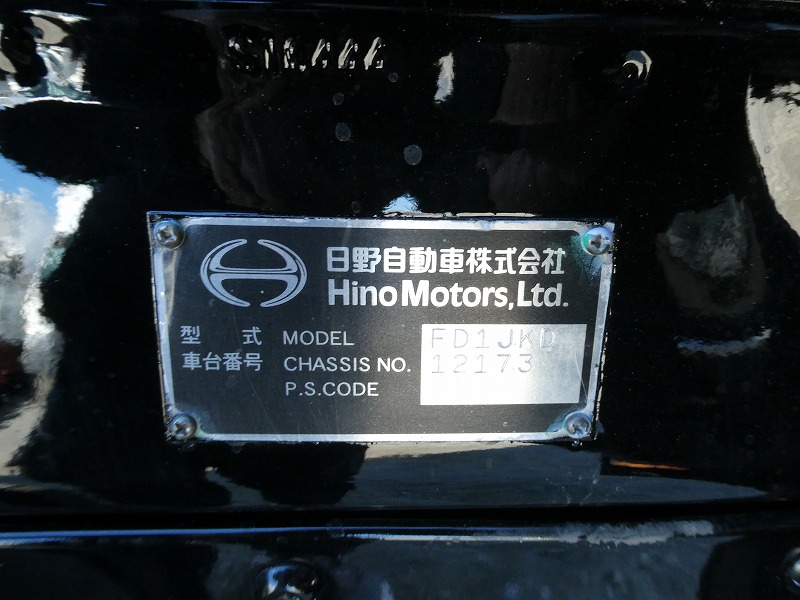 日野自動車株式会社
Hino Motors, Ltd.
型式 MODEL FD1JKD
車台番号 CHASSIS NO. 12173
P.S.CODE